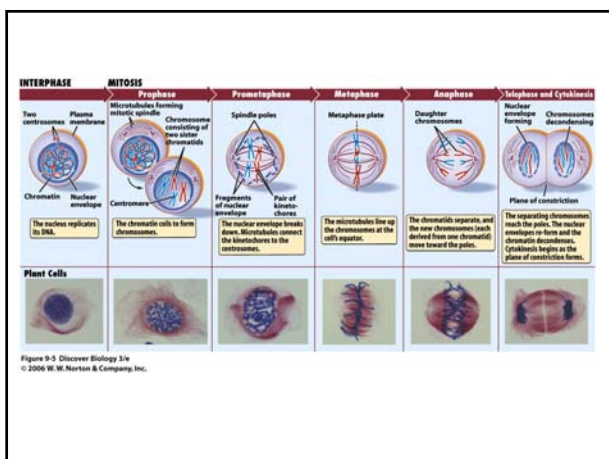 INTERPHASE
MITOSIS
Prophase
Prometaphase
Metaphase
Anaphase
Telophase and Cytokinesis
Two
centrosomes
Plasma
membrane
Chromatin
Nuclear
envelope
Microtubules forming
mitotic spindle
Chromosome
consisting of
two sister
chromatids
Centromere
Spindle poles
Fragments
of nuclear
envelope
Pair of
kineto-
chores
Metaphase plate
Daughter
chromosomes
Nuclear
envelope
forming
Chromosomes
decondensing
Plane of constriction
The nucleus replicates
its DNA.
The chromatin coils to form
chromosomes.
The nuclear envelope breaks
down. Microtubules connect
the kinetochores to the
centrosomes.
The microtubules line up
the chromosomes at the
cell's equator.
The chromatids separate, and
the new chromosomes (each
derived from one chromatid)
move toward the poles.
The separating chromosomes
reach the poles. The nuclear
envelopes re-form and the
chromatin decondenses.
Cytokinesis begins as the
plane of constriction forms.
Plant Cells
Figure 9-5 Discover Biology 3/e
© 2006 W. W. Norton & Company, Inc.